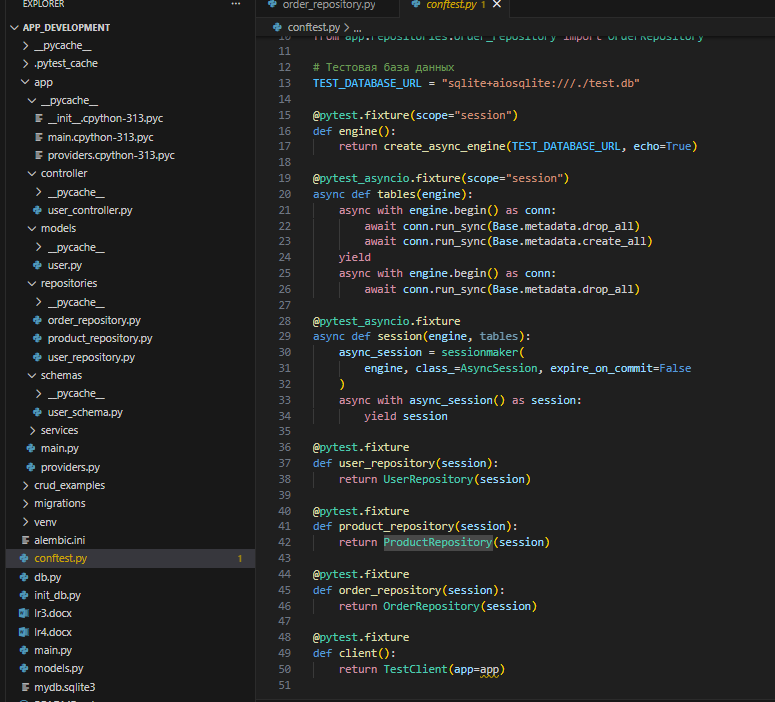 EXPLORER
...
APP_DEVELOPMENT
__pycache__
.pytest_cache
app
__pycache__
__init__.cpython-313.pyc
main.cpython-313.pyc
providers.cpython-313.pyc
controller
__pycache__
user_controller.py
models
__pycache__
user.py
repositories
__pycache__
order_repository.py
product_repository.py
user_repository.py
schemas
__pycache__
user_schema.py
services
main.py
providers.py
crud_examples
migrations
venv
alembic.ini
conftest.py 1
db.py
init_db.py
lr3.docx
lr4.docx
main.py
models.py
mydb.sqlite3
order_repository.py
conftest.py 1
conftest.py > ...
10 from app.repositories.order_repository import OrderRepository
11
12 # Тестовая база данных
13 TEST_DATABASE_URL = "sqlite+aiosqlite:///./test.db"
14
15 @pytest.fixture(scope="session")
16 def engine():
17     return create_async_engine(TEST_DATABASE_URL, echo=True)
18
19 @pytest_asyncio.fixture(scope="session")
20 async def tables(engine):
21     async with engine.begin() as conn:
22         await conn.run_sync(Base.metadata.drop_all)
23         await conn.run_sync(Base.metadata.create_all)
24     yield
25     async with engine.begin() as conn:
26         await conn.run_sync(Base.metadata.drop_all)
27
28 @pytest_asyncio.fixture
29 async def session(engine, tables):
30     async_session = sessionmaker(
31         engine, class_=AsyncSession, expire_on_commit=False
32     )
33     async with async_session() as session:
34         yield session
35
36 @pytest.fixture
37 def user_repository(session):
38     return UserRepository(session)
39
40 @pytest.fixture
41 def product_repository(session):
42     return ProductRepository(session)
43
44 @pytest.fixture
45 def order_repository(session):
46     return OrderRepository(session)
47
48 @pytest.fixture
49 def client():
50     return TestClient(app=app)
51